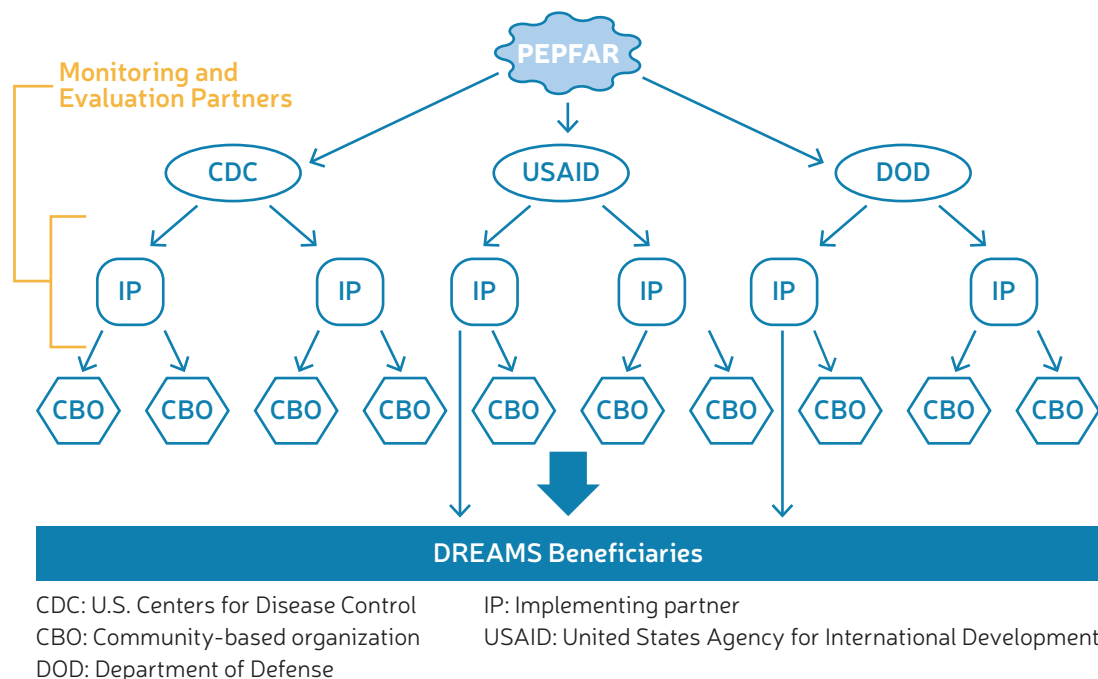 PEPFAR
Monitoring and
Evaluation Partners
CDC
USAID
DOD
IP
IP
IP
IP
IP
IP
CBO
CBO
CBO
CBO
CBO
CBO
CBO
CBO
CBO
CBO
DREAMS Beneficiaries
CDC: U.S. Centers for Disease Control
CBO: Community-based organization
DOD: Department of Defense
IP: Implementing partner
USAID: United States Agency for International Development